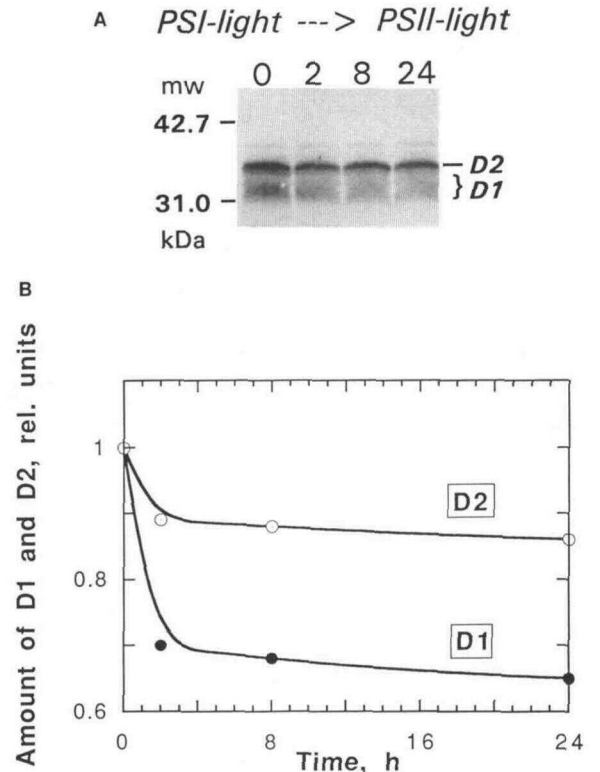 A
PSI-light ---> PSII-light
mw
0 2 8 24
42.7
D2
D1
31.0
kDa
B
Amount of D1 and D2, rel. units
1
0.8
0.6
D2
D1
0 8 16 24
Time, h